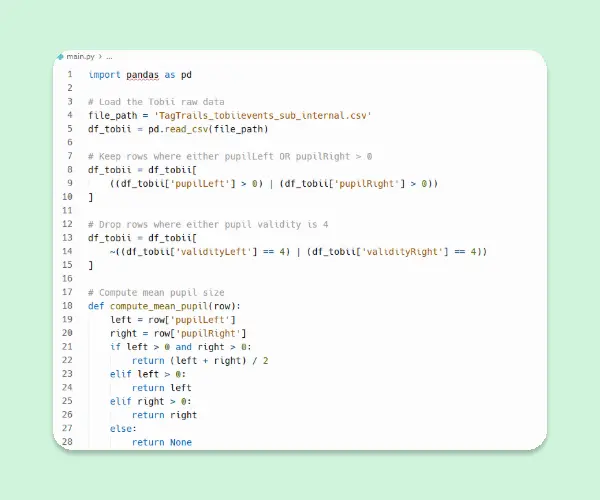 main.py > ...
1 import pandas as pd
2
3 # Load the Tobii raw data
4 file_path = 'TagTrails_tobiievents_sub_internal.csv'
5 df_tobii = pd.read_csv(file_path)
6
7 # Keep rows where either pupilLeft OR pupilRight > 0
8 df_tobii = df_tobii[
9 ((df_tobii['pupilLeft'] > 0) | (df_tobii['pupilRight'] > 0))
10 ]
11
12 # Drop rows where either pupil validity is 4
13 df_tobii = df_tobii[
14 ~((df_tobii['validityLeft'] == 4) | (df_tobii['validityRight'] == 4))
15 ]
16
17 # Compute mean pupil size
18 def compute_mean_pupil(row):
19 left = row['pupilLeft']
20 right = row['pupilRight']
21 if left > 0 and right > 0:
22 return (left + right) / 2
23 elif left > 0:
24 return left
25 elif right > 0:
26 return right
27 else:
28 return None